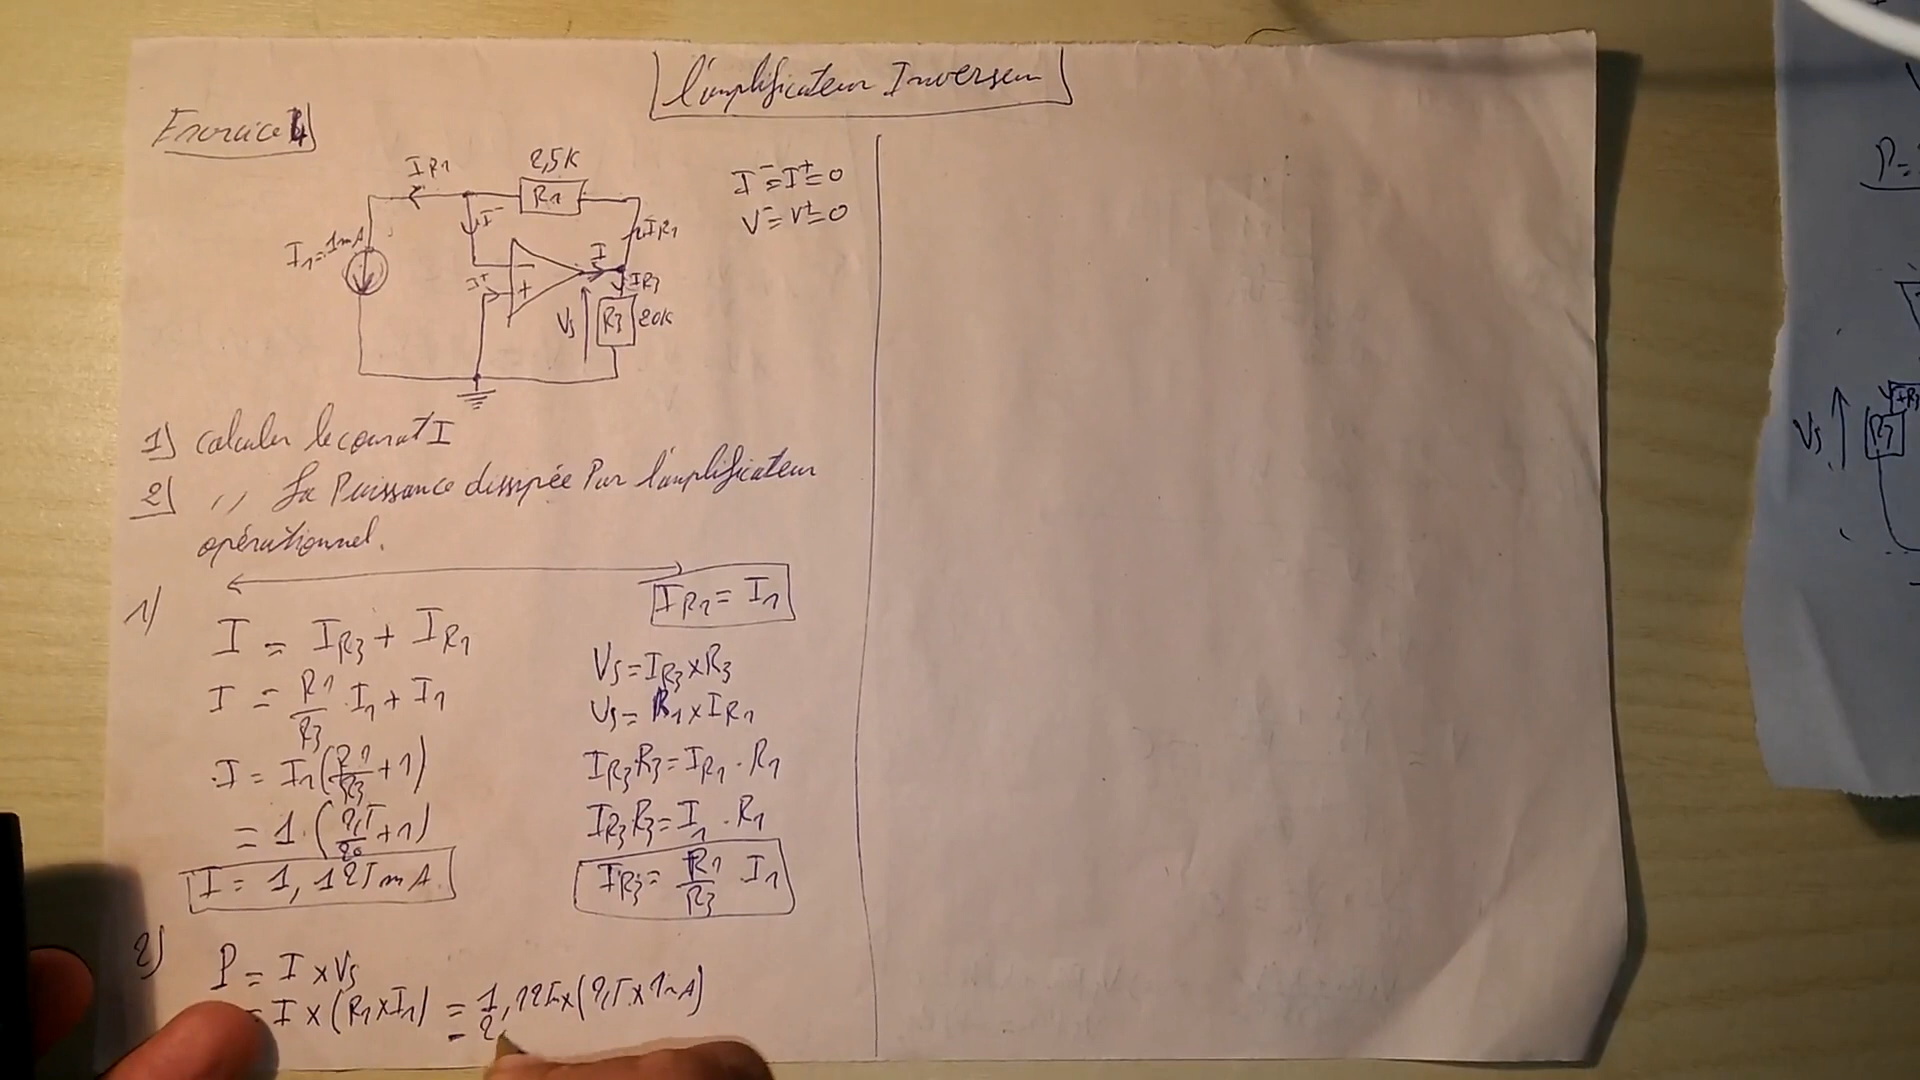 L'amplificateur Inverseur
Exercice 4
IR1
2,5K
R1
I⁻
I1=1mA
I⁺
-
+
I
IR1
IR3
Vs
R3
20K
I⁻=I⁺=0
V⁻=V⁺=0
1) calculer le courant I
2) ,, La Puissance dissipée Par l'amplificateur
opérationnel.
1)
I = IR3 + IR1
I = R1/R3 . I1 + I1
I = I1(R1/R3 + 1)
= 1.(2,5/20 + 1)
I = 1,125 mA
IR1 = I1
Vs = IR3 x R3
Vs = R1 x IR1
IR3 R3 = IR1 . R1
IR3 R3 = I1 . R1
IR3 = R1/R3 I1
2)
P = I x Vs
= I x (R1 x I1) = 1,125 x (2,5 x 1mA)
= 2
P=
Vs
R3
IR3